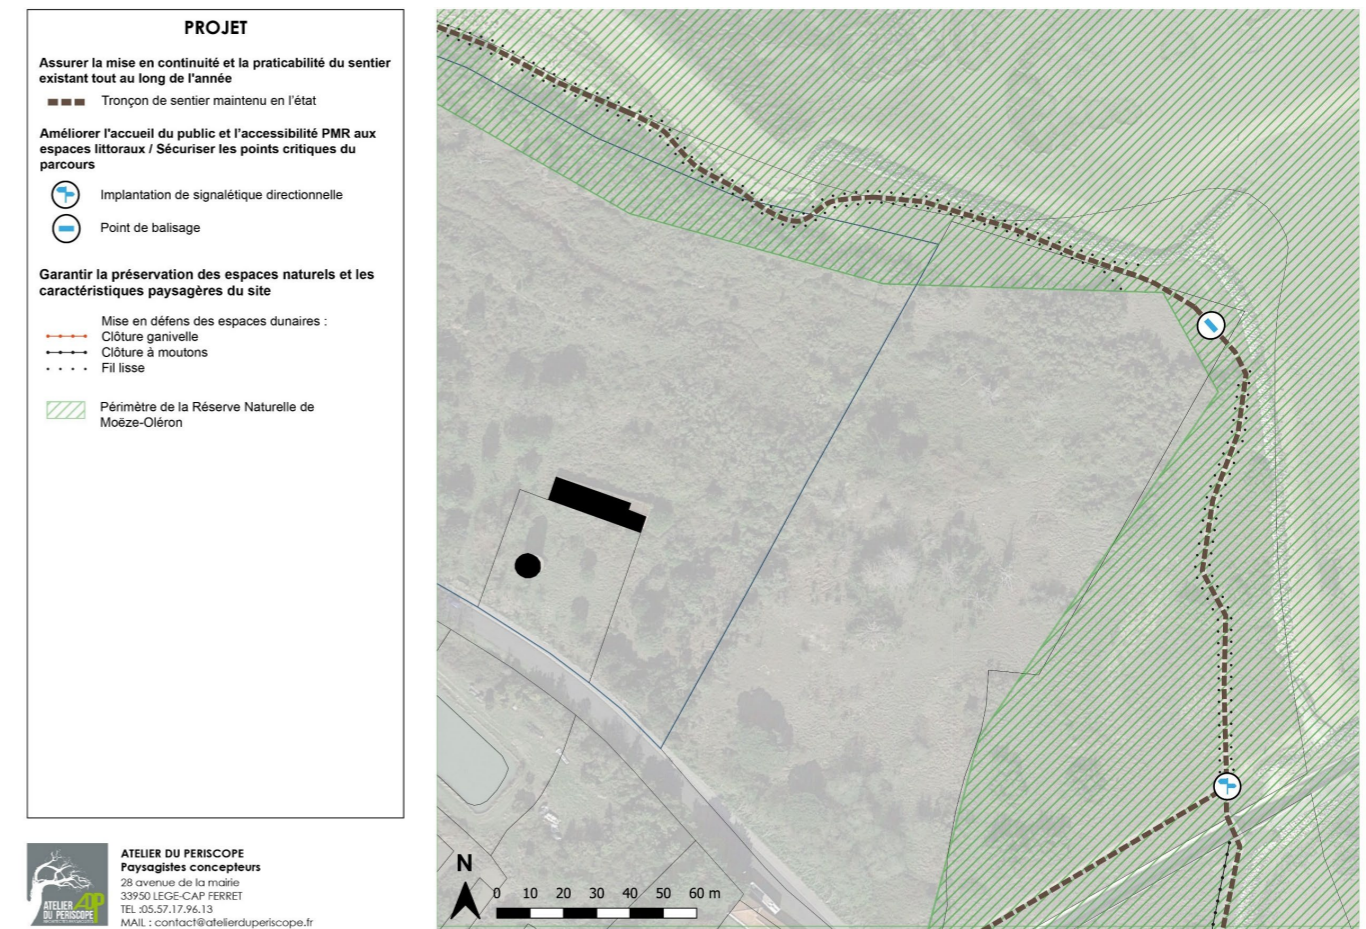 PROJET
Assurer la mise en continuité et la praticabilité du sentier
existant tout au long de l'année
Tronçon de sentier maintenu en l'état
Améliorer l'accueil du public et l'accessibilité PMR aux
espaces littoraux / Sécuriser les points critiques du
parcours
Implantation de signalétique directionnelle
Point de balisage
Garantir la préservation des espaces naturels et les
caractéristiques paysagères du site
Mise en défens des espaces dunaires :
Clôture ganivelle
Clôture à moutons
Fil lisse
Périmètre de la Réserve Naturelle de
Moëze-Oléron
ATELIER DU PERISCOPE
Paysagistes concepteurs
28 avenue de la mairie
33950 LEGE-CAP FERRET
TEL :05.57.17.96.13
MAIL : contact@atelierduperiscope.fr
ATELIER ADP
DU PERISCOPE
N
0 10 20 30 40 50 60 m